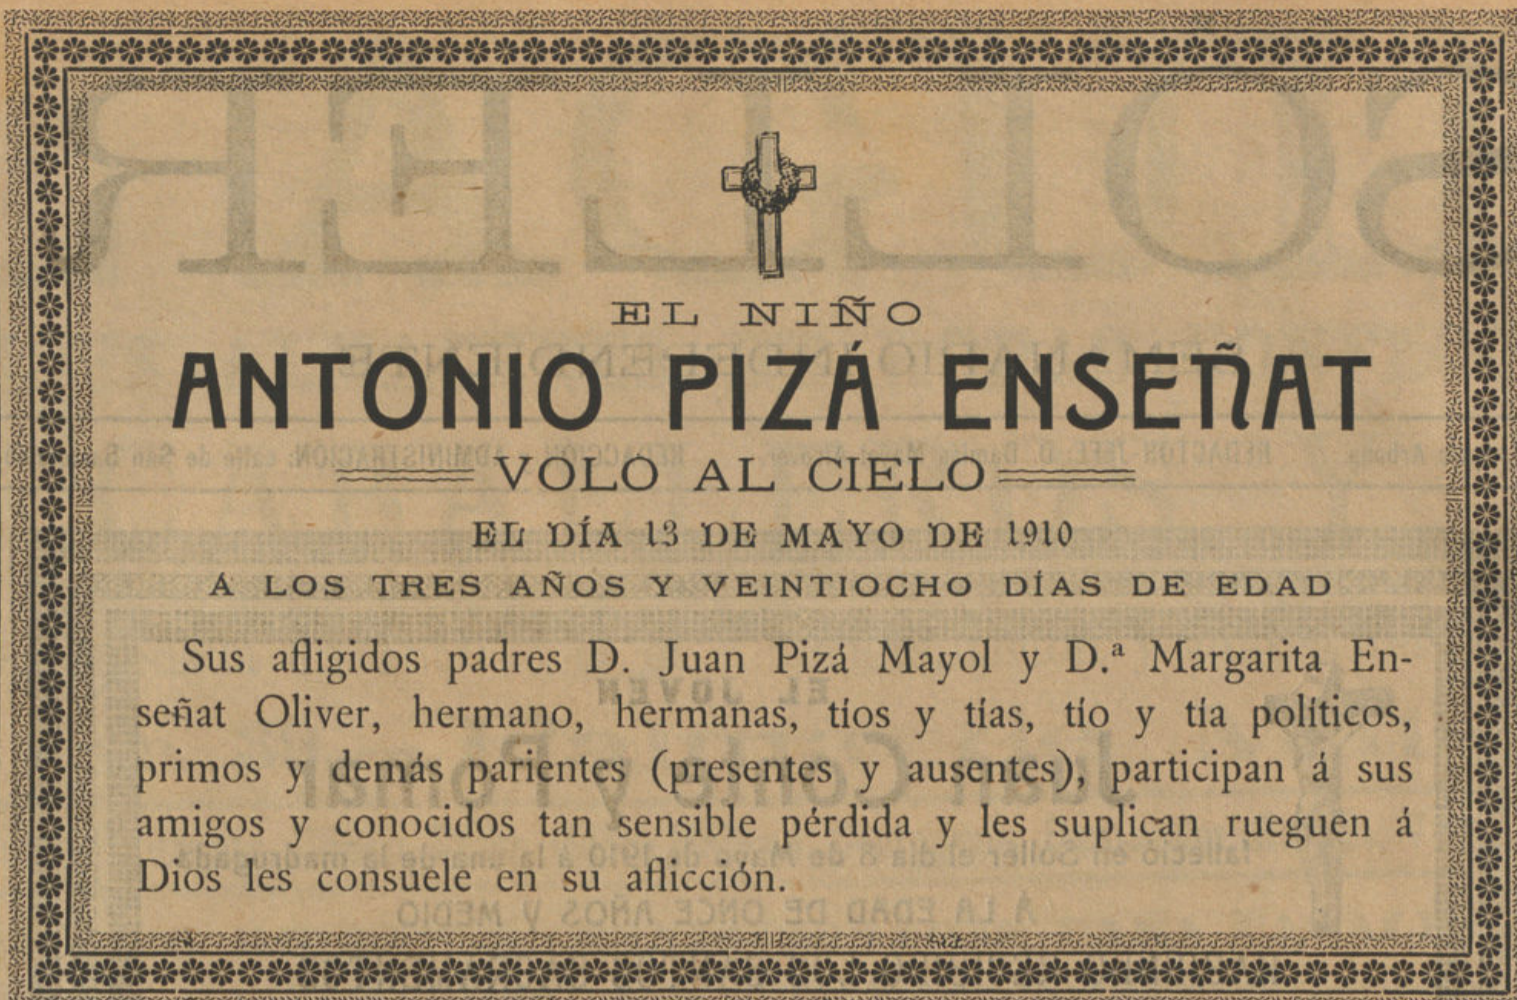 EL NIÑO
ANTONIO PIZÁ ENSEÑAT
VOLO AL CIELO
EL DÍA 13 DE MAYO DE 1910
Á LOS TRES AÑOS Y VEINTIOCHO DÍAS DE EDAD
Sus afligidos padres D. Juan Pizá Mayol y D.ª Margarita En-
señat Oliver, hermano, hermanas, tíos y tías, tío y tía políticos,
primos y demás parientes (presentes y ausentes), participan á sus
amigos y conocidos tan sensible pérdida y les suplican rueguen á
Dios les consuele en su aflicción.